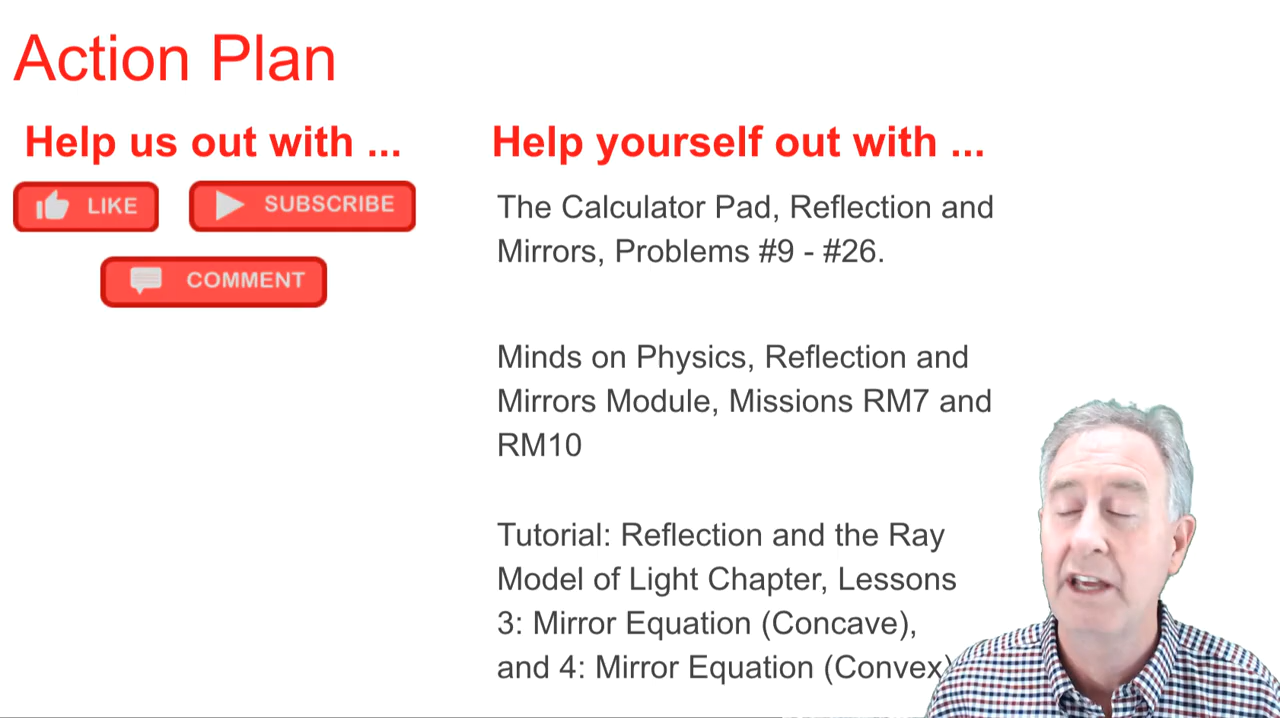 Action Plan
Help us out with ...
LIKE
SUBSCRIBE
COMMENT
Help yourself out with ...
The Calculator Pad, Reflection and
Mirrors, Problems #9 - #26.
Minds on Physics, Reflection and
Mirrors Module, Missions RM7 and
RM10
Tutorial: Reflection and the Ray
Model of Light Chapter, Lessons
3: Mirror Equation (Concave),
and 4: Mirror Equation (Convex)